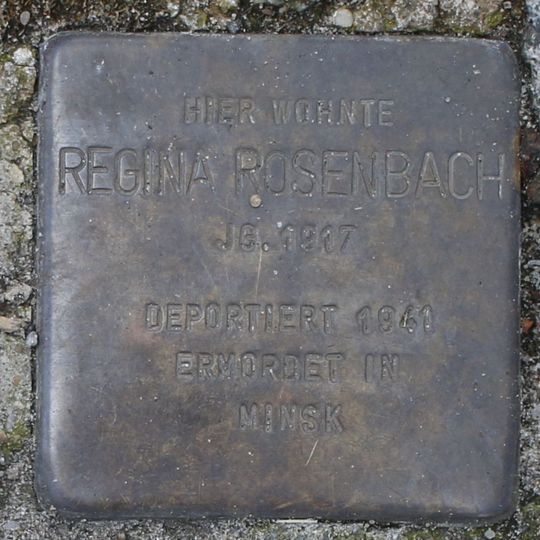 HIER WOHNTE
REGINA ROSENBACH
JG. 1917
DEPORTIERT 1941
ERMORDET IN
MINSK